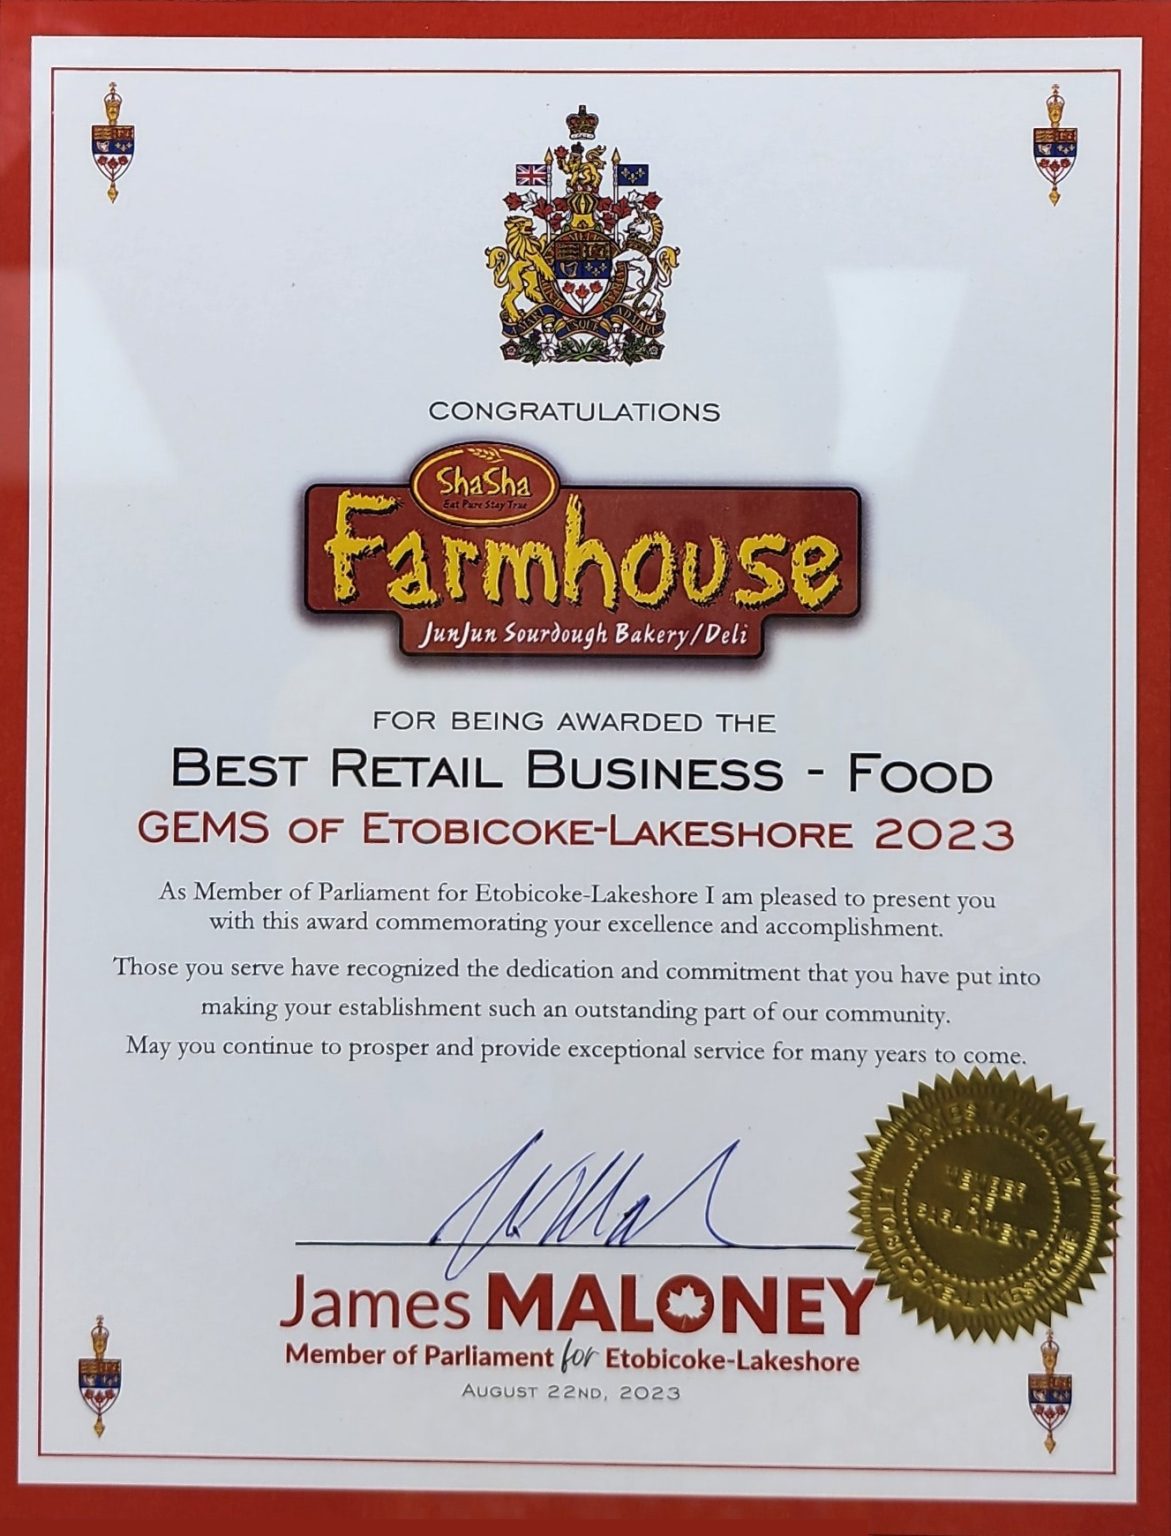 CONGRATULATIONS
ShaSha
Eat Pure Stay True
Farmhouse
JunJun Sourdough Bakery/Deli
FOR BEING AWARDED THE
BEST RETAIL BUSINESS - FOOD
GEMS OF ETOBICOKE-LAKESHORE 2023
As Member of Parliament for Etobicoke-Lakeshore I am pleased to present you
with this award commemorating your excellence and accomplishment.
Those you serve have recognized the dedication and commitment that you have put into
making your establishment such an outstanding part of our community.
May you continue to prosper and provide exceptional service for many years to come.
JAMES MALONEY
MEMBER
OF
PARLIAMENT
ETOBICOKE-LAKESHORE
James MALONEY
Member of Parliament for Etobicoke-Lakeshore
AUGUST 22ND, 2023